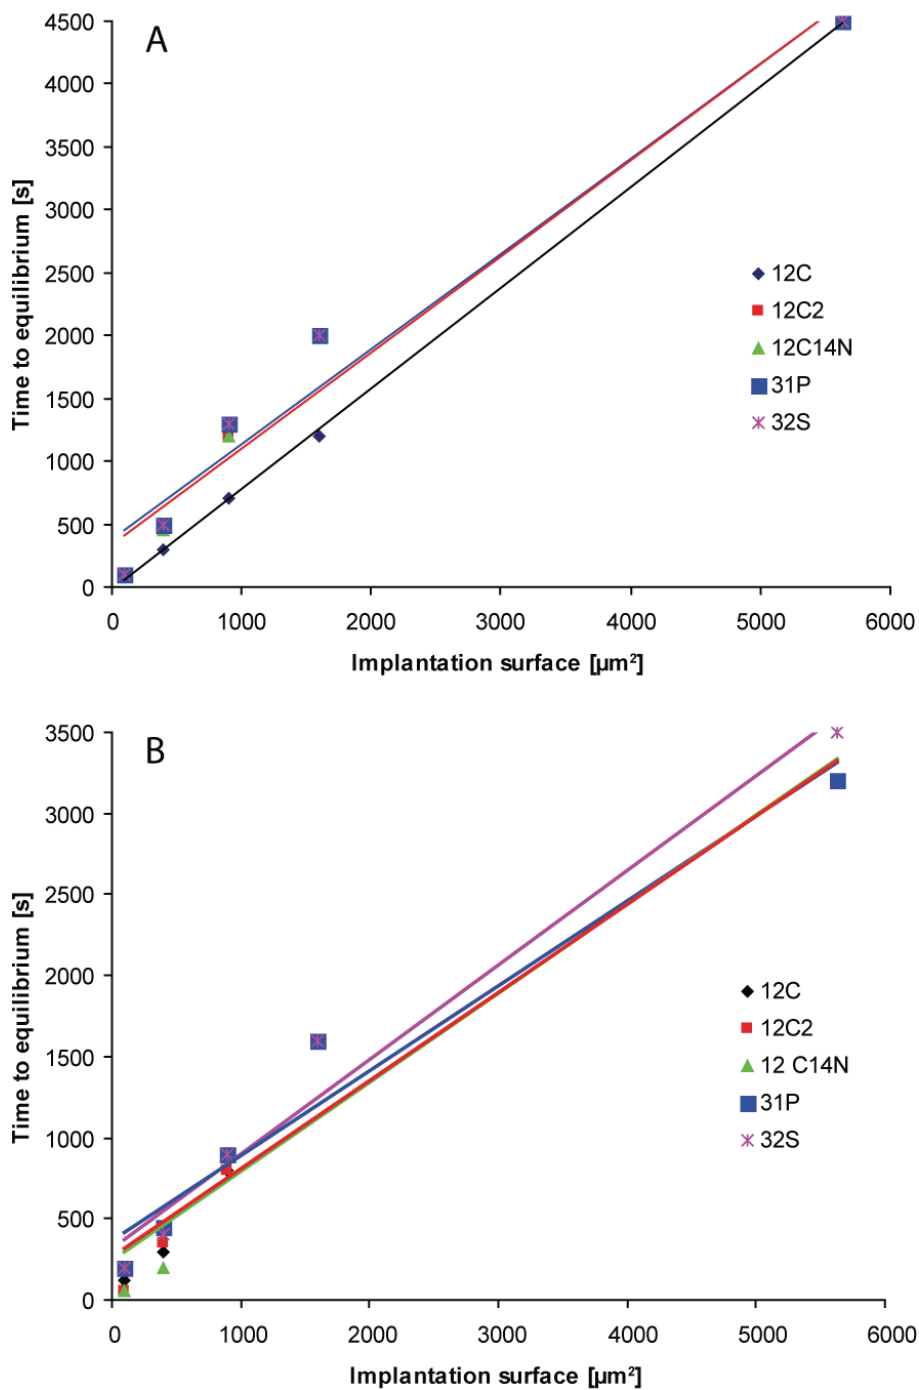 A
4500
4000
3500
3000
2500
2000
1500
1000
500
0
Time to equilibrium [s]
12C
12C2
12C14N
31P
32S
0 1000 2000 3000 4000 5000 6000
Implantation surface [µm²]
B
3500
3000
2500
2000
1500
1000
500
0
Time to equilibrium [s]
12C
12C2
12 C14N
31P
32S
0 1000 2000 3000 4000 5000 6000
Implantation surface [µm²]